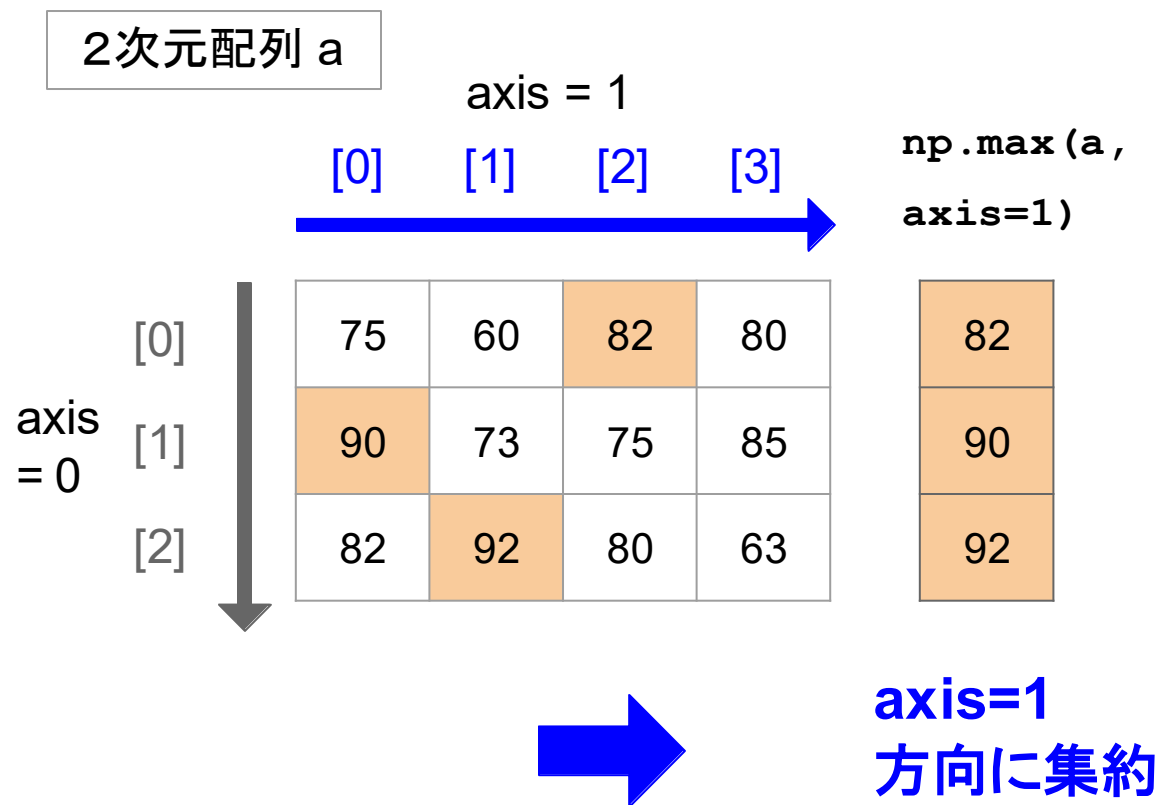 ２次元配列 a
axis = 1
[0] [1] [2] [3]
np.max(a,
axis=1)
axis
= 0
[0] 75 60 82 80 82
[1] 90 73 75 85 90
[2] 82 92 80 63 92
axis=1
方向に集約